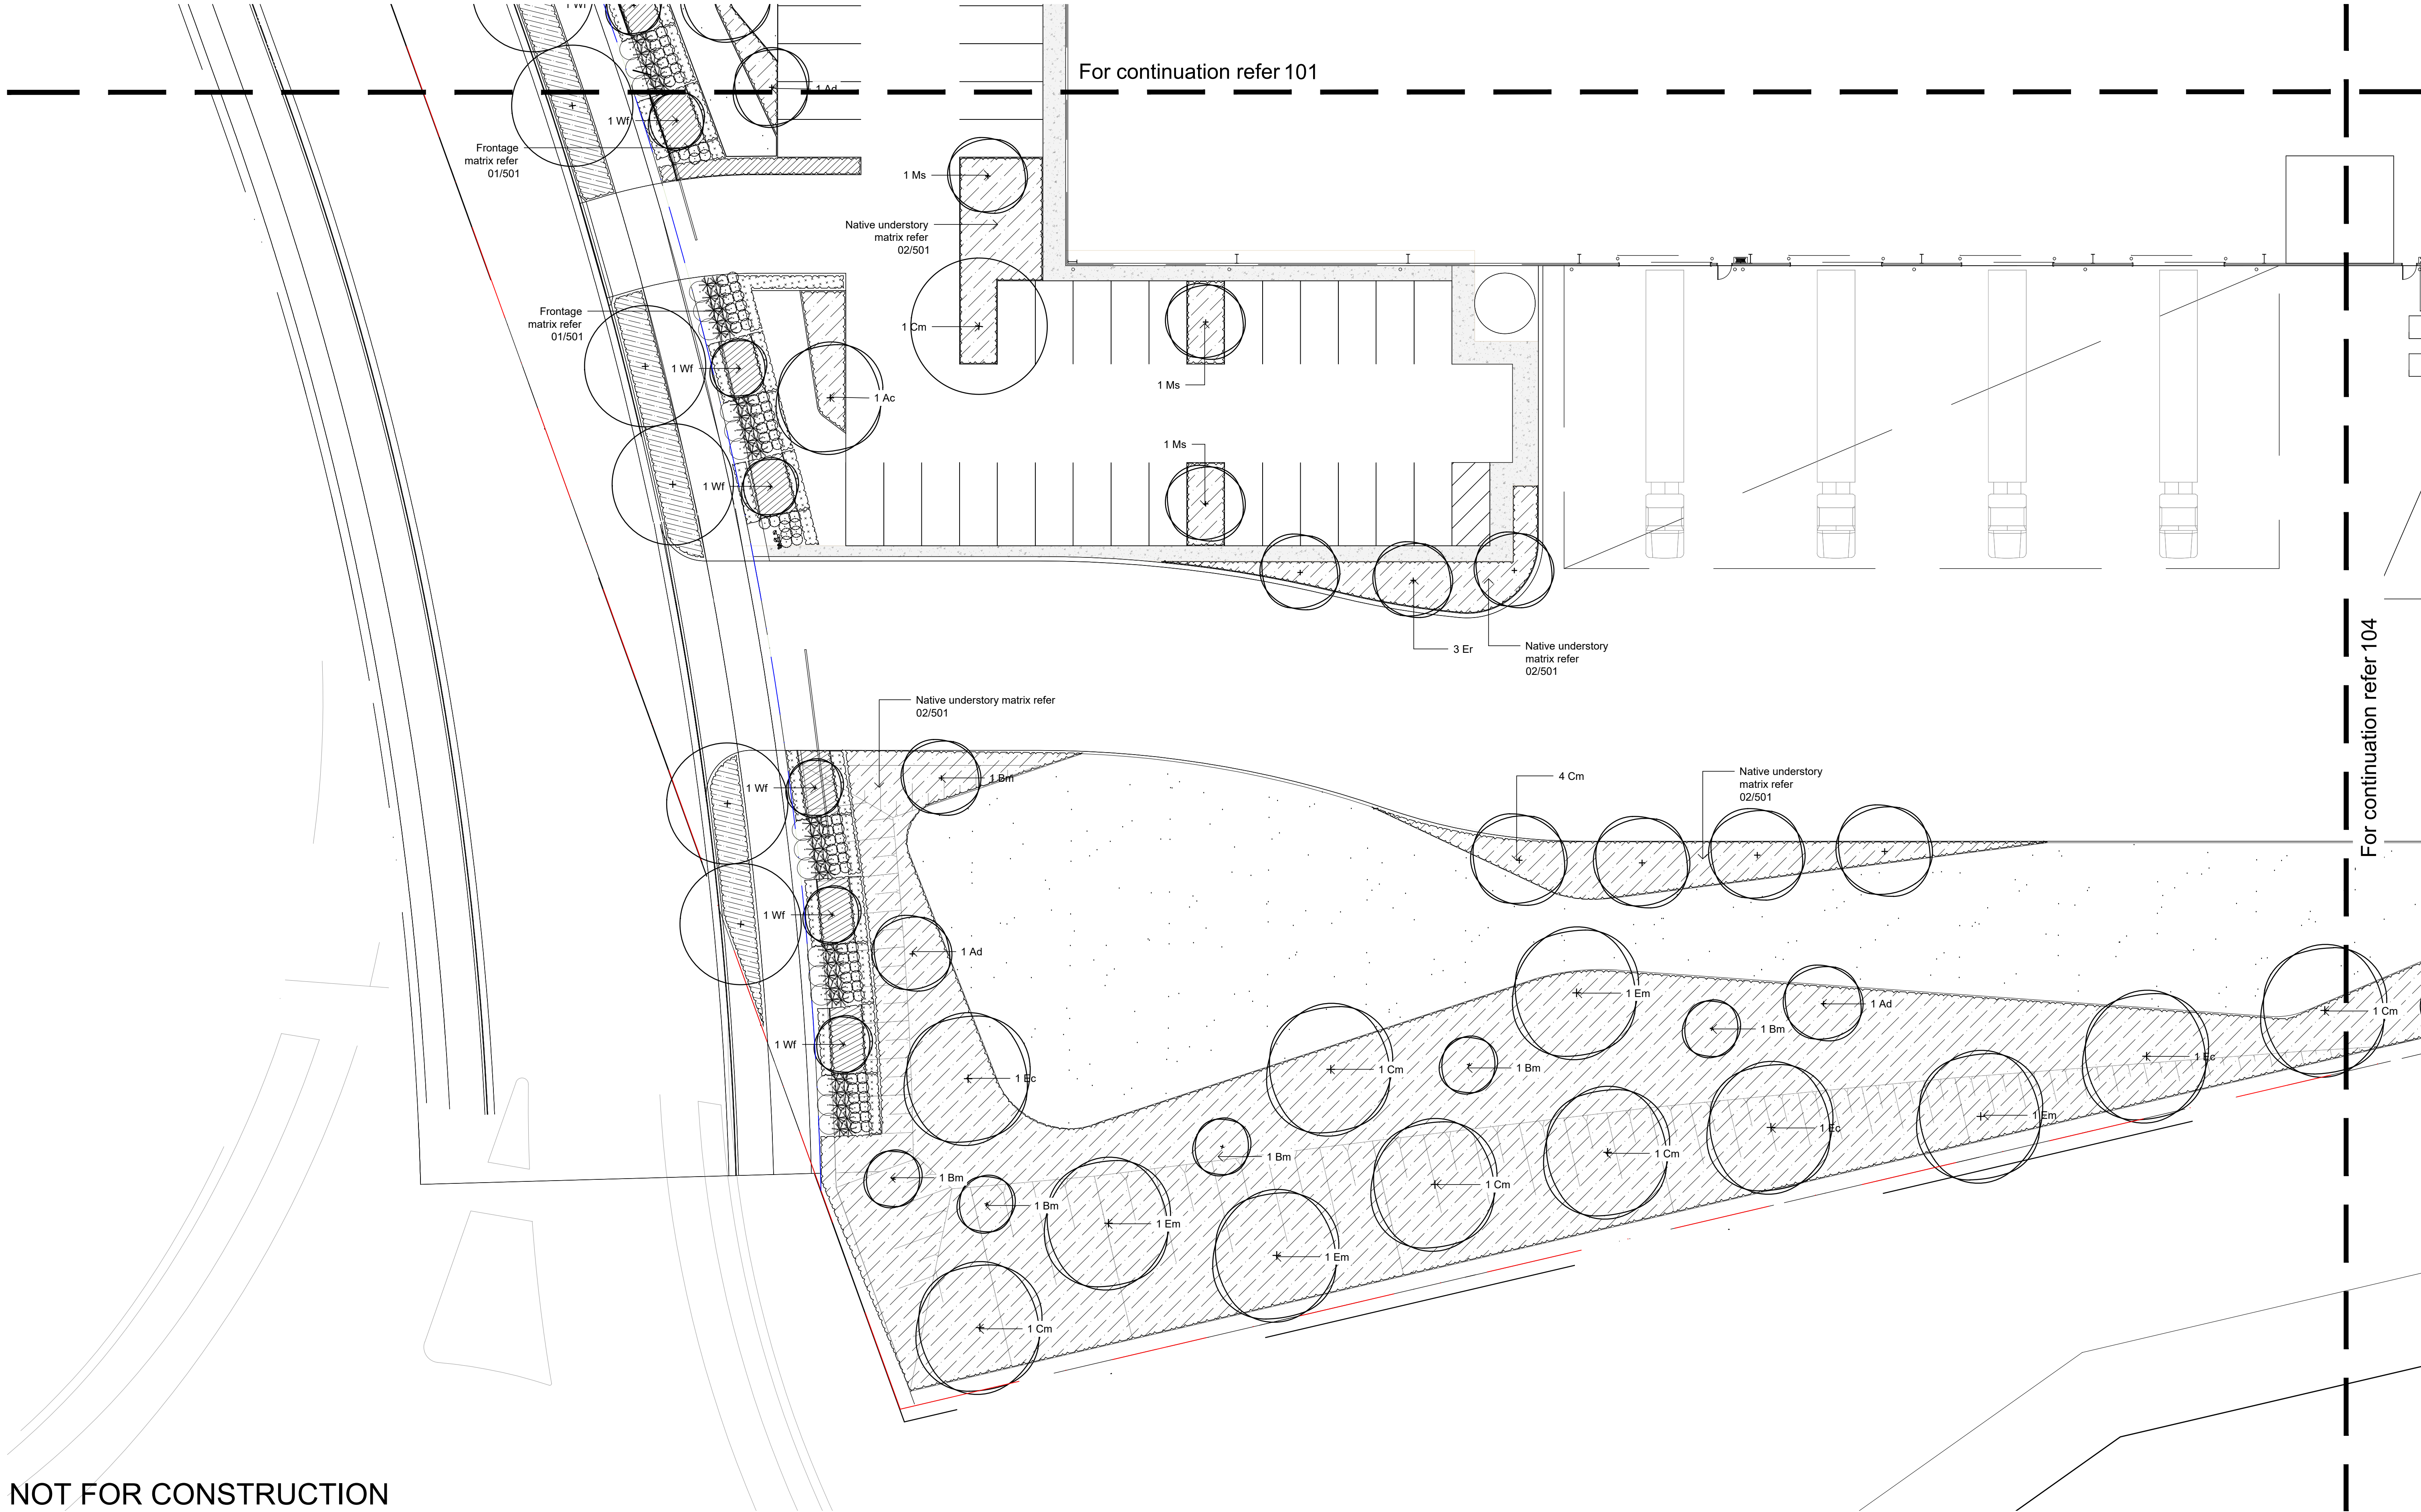 1 Wf
For continuation refer 101
1 Ad
1 Wf
Frontage
matrix refer
01/501
1 Ms
Native understory
matrix refer
02/501
Frontage
matrix refer
01/501
1 Cm
1 Wf
1 Ms
1 Ac
1 Ms
1 Wf
3 Er
Native understory
matrix refer
02/501
For continuation refer 104
Native understory matrix refer
02/501
1 Bm
1 Wf
4 Cm
Native understory
matrix refer
02/501
1 Wf
1 Ad
1 Em
1 Ad
1 Cm
1 Bm
1 Wf
1 Ec
1 Cm
1 Bm
1 Ec
1 Em
1 Ec
1 Bm
1 Cm
1 Bm
1 Cm
1 Bm
1 Em
1 Em
1 Cm
NOT FOR CONSTRUCTION